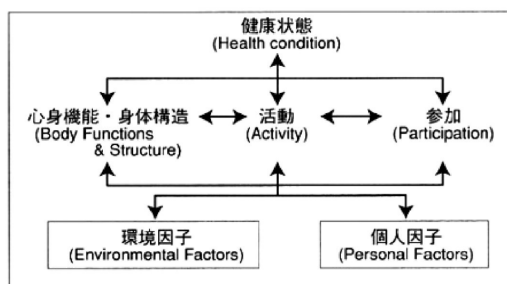 健康状態
(Health condition)
心身機能・身体構造
(Body Functions
& Structure)
活動
(Activity)
参加
(Participation)
環境因子
(Environmental Factors)
個人因子
(Personal Factors)